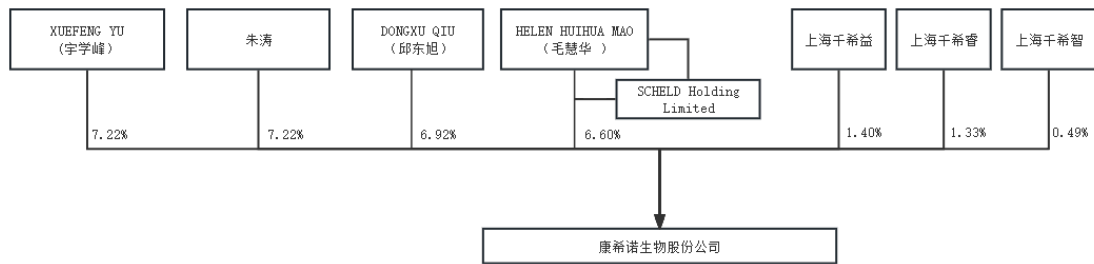 XUEFENG YU
(宇学峰)
朱涛
DONGXU QIU
(邱东旭)
HELEN HUIHUA MAO
(毛慧华 )
上海千希益
上海千希睿
上海千希智
SCHELD Holding
Limited
7.22%
7.22%
6.92%
6.60%
1.40%
1.33%
0.49%
康希诺生物股份公司